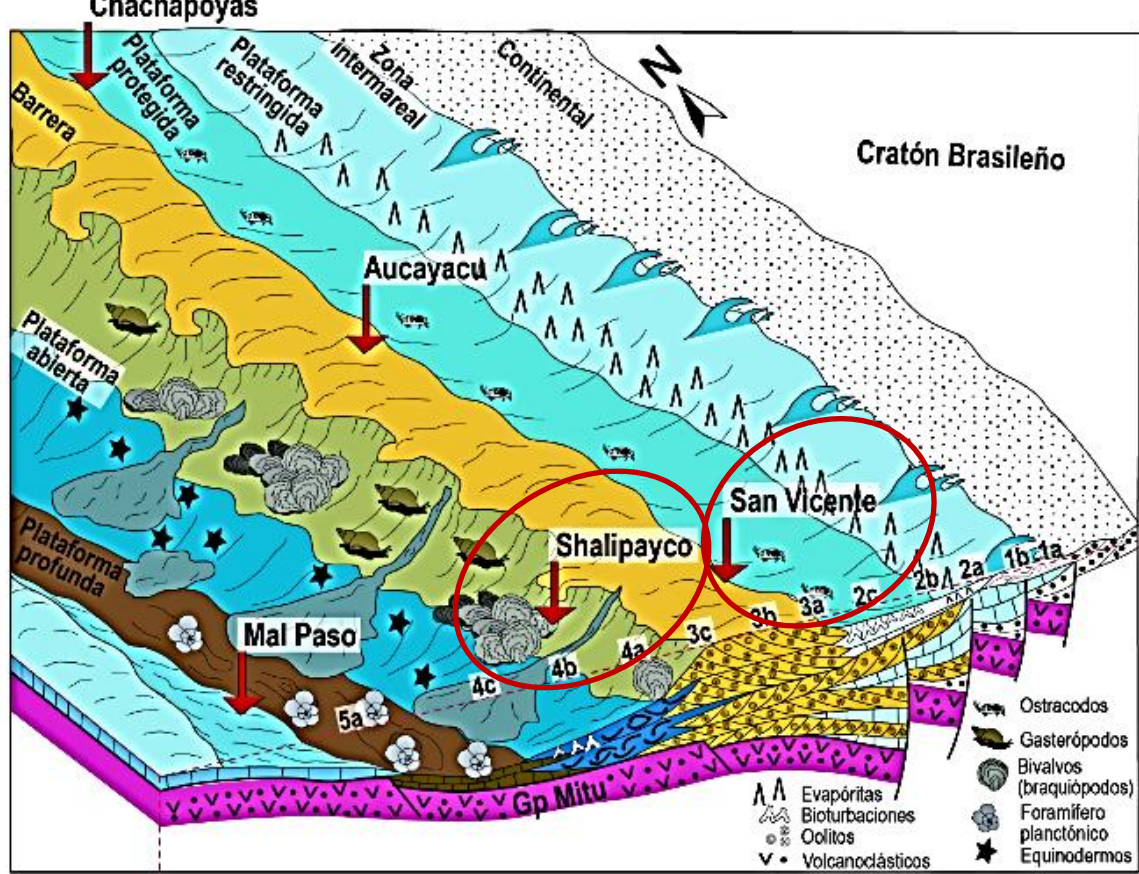 Chachapoyas
Barrera
Plataforma
protegida
Plataforma
restringida
Zona
intermareal
Continental
N
Cratón Brasileño
Aucayacu
Plataforma
abierta
San Vicente
Shalipayco
Plataforma
profunda
Mal Paso
5a
4c
4b
4a
3c
3b
3a
2c
2b
2a
1b
1a
Gp Mitu
Ostracodos
Gasterópodos
Bivalvos
(braquiópodos)
Foramífero
planctónico
Equinodermos
Evapóritas
Bioturbaciones
Oolitos
Volcanoclásticos